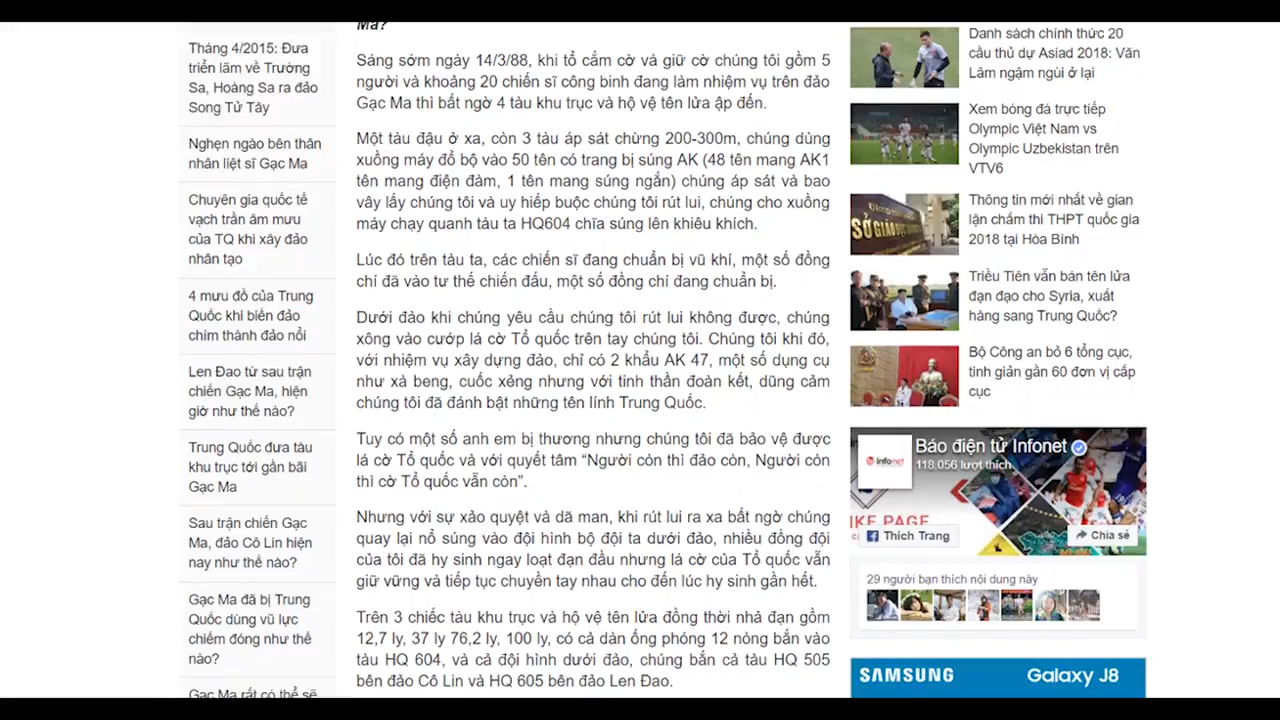 Tháng 4/2015: Đưa
triển lãm về Trường
Sa, Hoàng Sa ra đảo
Song Tử Tây
Nghẹn ngào bên thân
nhân liệt sĩ Gạc Ma
Chuyên gia quốc tế
vạch trần âm mưu
của TQ khi xây đảo
nhân tạo
4 mưu đồ của Trung
Quốc khi biến đảo
chìm thành đảo nổi
Len Đao từ sau trận
chiến Gạc Ma, hiện
giờ như thế nào?
Trung Quốc đưa tàu
khu trục tới gần bãi
Gạc Ma
Sau trận chiến Gạc
Ma, đảo Cô Lin hiện
nay như thế nào?
Gạc Ma đã bị Trung
Quốc dùng vũ lực
chiếm đóng như thế
nào?
Gạc Ma rất có thể sẽ
Ma?
Sáng sớm ngày 14/3/88, khi tổ cắm cờ và giữ cờ chúng tôi gồm 5
người và khoảng 20 chiến sĩ công binh đang làm nhiệm vụ trên đảo
Gạc Ma thì bất ngờ 4 tàu khu trục và hộ vệ tên lửa ập đến.
Một tàu đậu ở xa, còn 3 tàu áp sát chừng 200-300m, chúng dùng
xuồng máy đổ bộ vào 50 tên có trang bị súng AK (48 tên mang AK1
tên mang điện đàm, 1 tên mang súng ngắn) chúng áp sát và bao
vây lấy chúng tôi và uy hiếp buộc chúng tôi rút lui, chúng cho xuồng
máy chạy quanh tàu ta HQ604 chĩa súng lên khiêu khích.
Lúc đó trên tàu ta, các chiến sĩ đang chuẩn bị vũ khí, một số đồng
chí đã vào tư thế chiến đấu, một số đồng chí đang chuẩn bị.
Dưới đảo khi chúng yêu cầu chúng tôi rút lui không được, chúng
xông vào cướp lá cờ Tổ quốc trên tay chúng tôi. Chúng tôi khi đó,
với nhiệm vụ xây dựng đảo, chỉ có 2 khẩu AK 47, một số dụng cụ
như xà beng, cuốc xẻng nhưng với tinh thần đoàn kết, dũng cảm
chúng tôi đã đánh bật những tên lính Trung Quốc.
Tuy có một số anh em bị thương nhưng chúng tôi đã bảo vệ được
lá cờ Tổ quốc và với quyết tâm “Người còn thì đảo còn, Người còn
thì cờ Tổ quốc vẫn còn”.
Nhưng với sự xảo quyệt và dã man, khi rút lui ra xa bất ngờ chúng
quay lại nổ súng vào đội hình bộ đội ta dưới đảo, nhiều đồng đội
của tôi đã hy sinh ngay loạt đạn đầu nhưng lá cờ của Tổ quốc vẫn
giữ vững và tiếp tục chuyền tay nhau cho đến lúc hy sinh gần hết.
Trên 3 chiếc tàu khu trục và hộ vệ tên lửa đồng thời nhả đạn gồm
12,7 ly, 37 ly 76,2 ly, 100 ly, có cả dàn ống phóng 12 nòng bắn vào
tàu HQ 604, và cả đội hình dưới đảo, chúng bắn cả tàu HQ 505
bên đảo Cô Lin và HQ 605 bên đảo Len Đao.
Danh sách chính thức 20
cầu thủ dự Asiad 2018: Văn
Lâm ngậm ngùi ở lại
Xem bóng đá trực tiếp
Olympic Việt Nam vs
Olympic Uzbekistan trên
VTV6
SỞ GIÁO DỤC
Thông tin mới nhất về gian
lận chấm thi THPT quốc gia
2018 tại Hòa Bình
Triều Tiên vẫn bán tên lửa
đạn đạo cho Syria, xuất
hàng sang Trung Quốc?
Bộ Công an bỏ 6 tổng cục,
tinh giản gần 60 đơn vị cấp
cục
infonet
Báo điện tử Infonet
118.056 lượt thích
IKE PAGE
Thích Trang
Chia sẻ
29 người bạn thích nội dung này
SAMSUNG
Galaxy J8